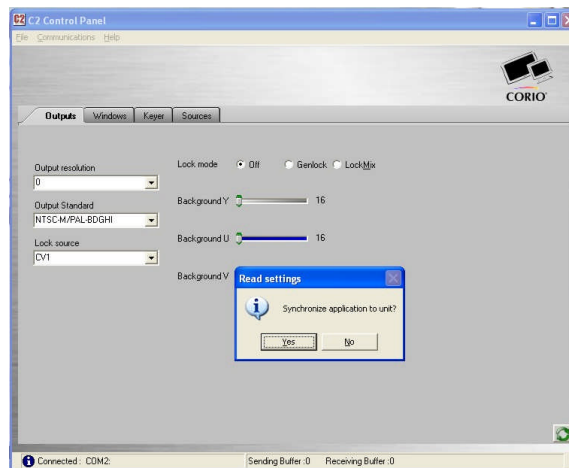 C2 C2 Control Panel
File Communications Help
CORIO
Outputs Windows Keyer Sources
Output resolution
0
Output Standard
NTSC-M/PAL-BDGHI
Lock source
CV1
Lock mode Off Genlock LockMix
Background Y 16
Background U 16
Background V
Read settings
Synchronize application to unit?
Yes No
Connected : COM2: Sending Buffer :0 Receiving Buffer :0